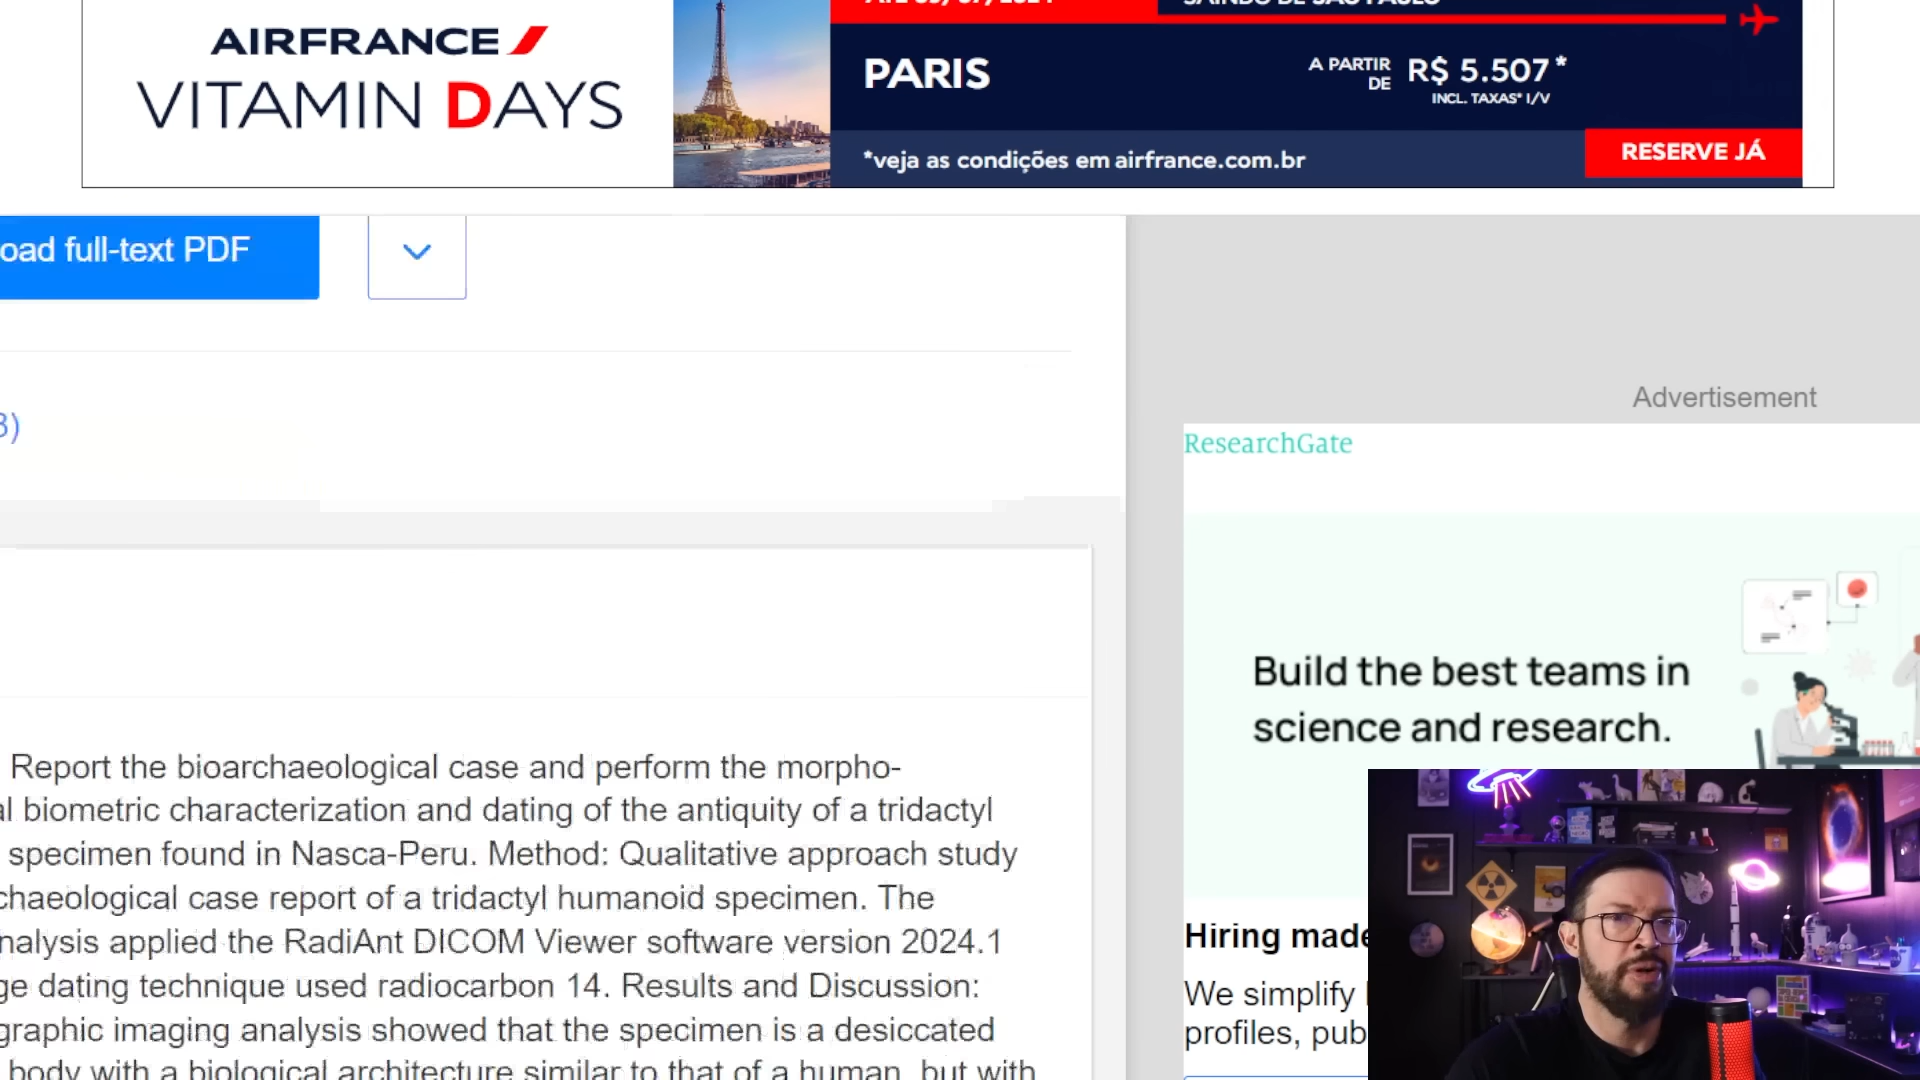 SAINDO DE SÃO PAULO
AIRFRANCE
VITAMIN DAYS
PARIS
A PARTIR
DE
R$ 5.507*
INCL. TAXAS* I/V
*veja as condições em airfrance.com.br
RESERVE JÁ
oad full-text PDF
3)
Advertisement
ResearchGate
Build the best teams in
science and research.
Report the bioarchaeological case and perform the morpho-
al biometric characterization and dating of the antiquity of a tridactyl
specimen found in Nasca-Peru. Method: Qualitative approach study
chaeological case report of a tridactyl humanoid specimen. The
nalysis applied the RadiAnt DICOM Viewer software version 2024.1
ge dating technique used radiocarbon 14. Results and Discussion:
graphic imaging analysis showed that the specimen is a desiccated
body with a biological architecture similar to that of a human, but with
Hiring made
We simplify
profiles, pub